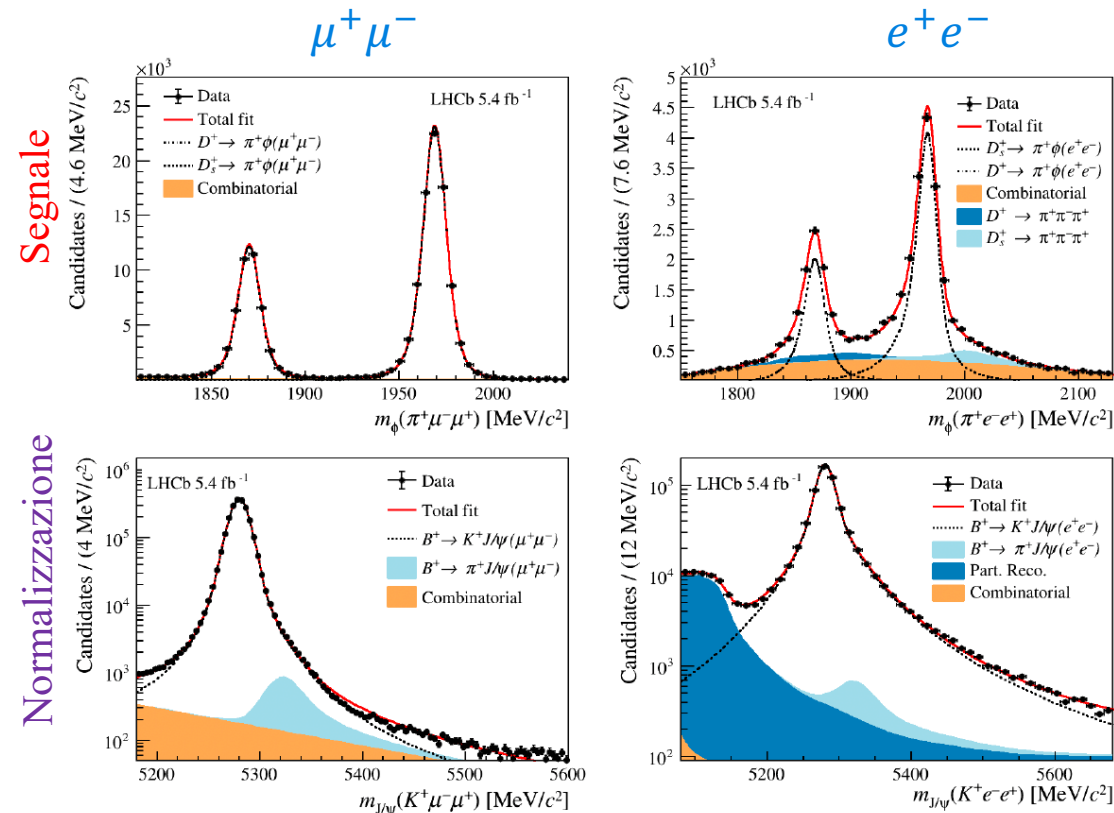 μ⁺μ⁻
e⁺e⁻
Segnale
Normalizzazione
×10³
LHCb 5.4 fb⁻¹
Data
Total fit
D⁺ → π⁺ϕ(μ⁺μ⁻)
D_s⁺ → π⁺ϕ(μ⁺μ⁻)
Combinatorial
Candidates / (4.6 MeV/c²)
25
20
15
10
5
1850
1900
1950
2000
m_ϕ(π⁺μ⁻μ⁺) [MeV/c²]
×10³
LHCb 5.4 fb⁻¹
Data
Total fit
D_s⁺ → π⁺ϕ(e⁺e⁻)
D⁺ → π⁺ϕ(e⁺e⁻)
Combinatorial
D⁺ → π⁺π⁻π⁺
D_s⁺ → π⁺π⁻π⁺
Candidates / (7.6 MeV/c²)
5
4.5
4
3.5
3
2.5
2
1.5
1
0.5
1800
1900
2000
2100
m_ϕ(π⁺e⁻e⁺) [MeV/c²]
LHCb 5.4 fb⁻¹
Data
Total fit
B⁺ → K⁺J/ψ(μ⁺μ⁻)
B⁺ → π⁺J/ψ(μ⁺μ⁻)
Combinatorial
Candidates / (4 MeV/c²)
10⁶
10⁵
10⁴
10³
10²
5200
5300
5400
5500
5600
m_J/ψ(K⁺μ⁻μ⁺) [MeV/c²]
LHCb 5.4 fb⁻¹
Data
Total fit
B⁺ → K⁺J/ψ(e⁺e⁻)
B⁺ → π⁺J/ψ(e⁺e⁻)
Part. Reco.
Combinatorial
Candidates / (12 MeV/c²)
10⁵
10⁴
10³
10²
5200
5400
5600
m_J/ψ(K⁺e⁻e⁺) [MeV/c²]